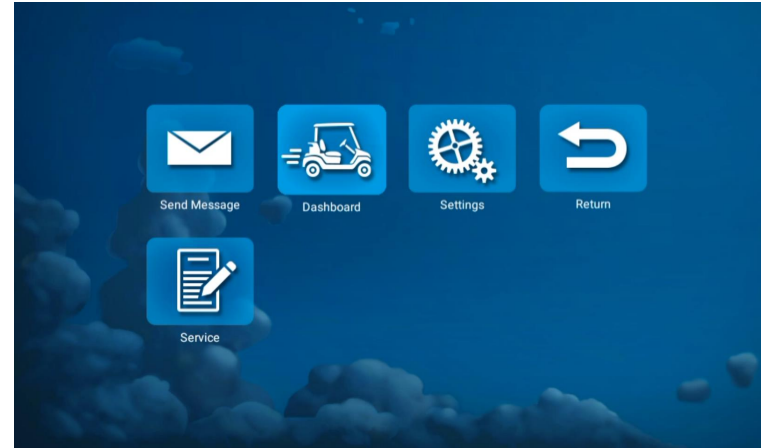 Send Message
Dashboard
Settings
Return
Service